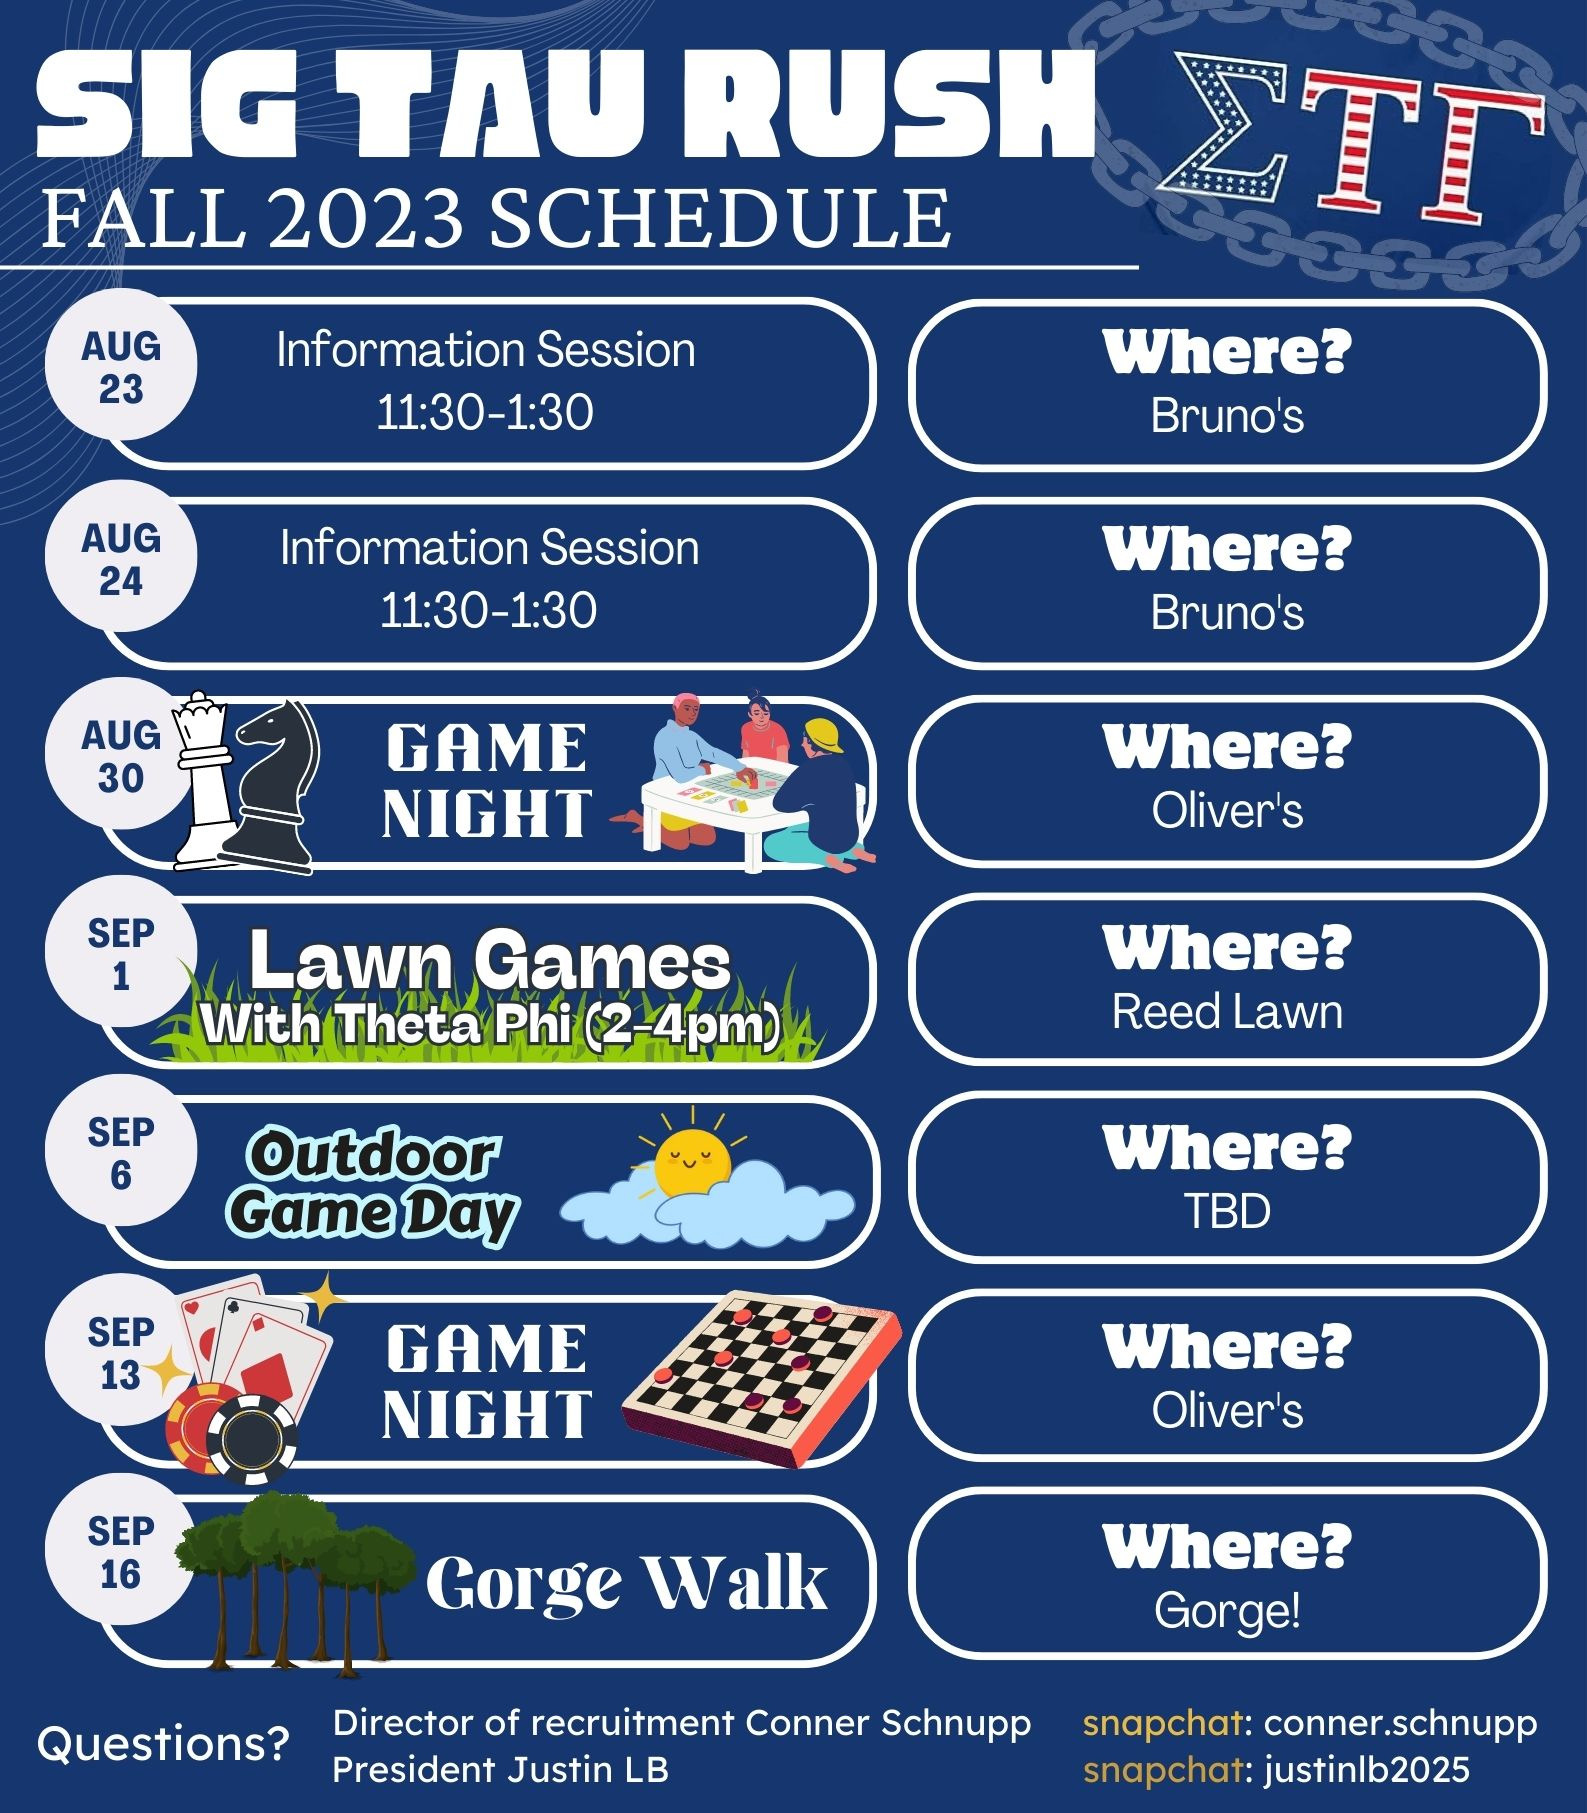 SIG TAU RUSH
ΣΤΓ
FALL 2023 SCHEDULE
AUG
23
Information Session
11:30-1:30
Where?
Bruno's
AUG
24
Information Session
11:30-1:30
Where?
Bruno's
AUG
30
GAME
NIGHT
Where?
Oliver's
SEP
1
Lawn Games
With Theta Phi (2-4pm)
Where?
Reed Lawn
SEP
6
Outdoor
Game Day
Where?
TBD
SEP
13
GAME
NIGHT
Where?
Oliver's
SEP
16
Gorge Walk
Where?
Gorge!
Questions?
Director of recruitment Conner Schnupp
snapchat: conner.schnupp
President Justin LB
snapchat: justinlb2025